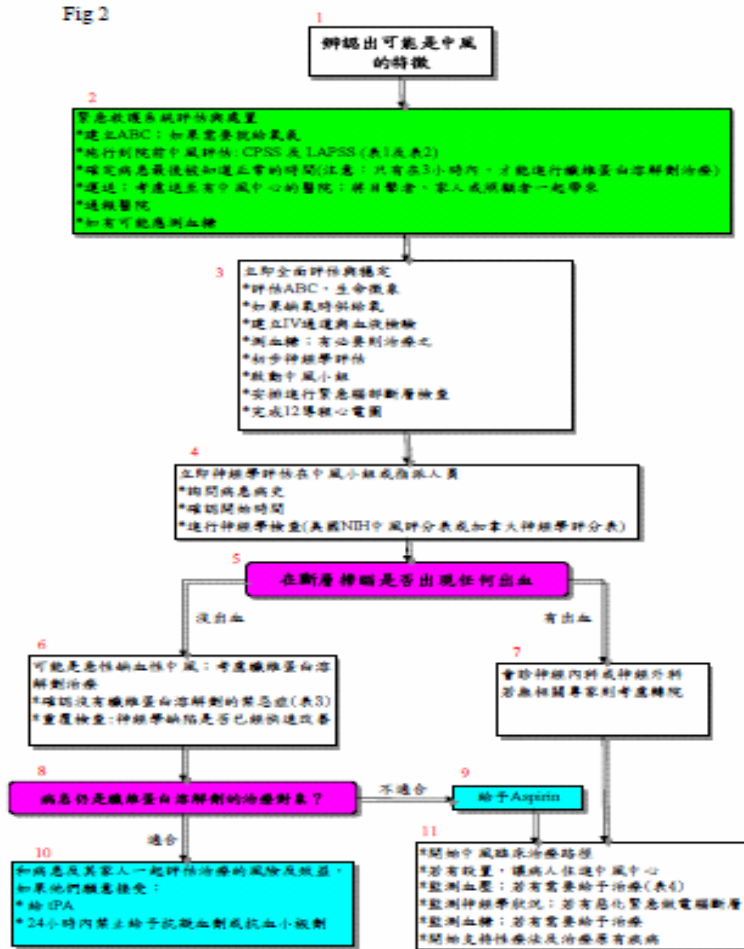 Fig 2
1
辨認出可能是中風
的特徵
2
緊急救護系統評估與處置
*建立ABC；如果需要就給氧氣
*施行到院前中風評估: CPSS 及 LAPSS (表1及表2)
*確定病患最後被知道正常的時間(注意：只有在3小時內，才能進行纖維蛋白溶解劑治療)
*運送；考慮送至有中風中心的醫院；將目擊者、家人或照顧者一起帶來
*通報醫院
*如有可能應測血糖
3
立即全面評估與穩定
*評估ABC，生命徵象
*如果缺氧時供給氧
*建立IV通道與血液檢驗
*測血糖；有必要則治療之
*初步神經學評估
*啟動中風小組
*安排進行緊急腦部斷層檢查
*完成12導程心電圖
4
立即神經學評估在中風小組或指派人員
*詢問病患病史
*確認開始時間
*進行神經學檢查(美國NIH中風評分表或加拿大神經學評分表)
5
在斷層掃瞄是否出現任何出血
沒出血
有出血
6
可能是急性缺血性中風；考慮纖維蛋白溶
解劑治療
*確認沒有纖維蛋白溶解劑的禁忌症(表3)
*重覆檢查:神經學缺陷是否已經快速改善
7
會診神經內科或神經外科
若無相關專家則考慮轉院
8
病患仍是纖維蛋白溶解劑的治療對象？
不適合
9
給予Aspirin
適合
10
和病患及其家人一起評估治療的風險及效益，
如果他們願意接受：
* 給 tPA
* 24小時內禁止給予抗凝血劑或抗血小板劑
11
*開始中風臨床治療路徑
*若有設置，讓病人住進中風中心
*監測血壓；若有需要給予治療(表4)
*監測神經學狀況；若有惡化緊急做電腦斷層
*監測血糖；若有需要給予治療
*開始支持性療法及治療原有疾病